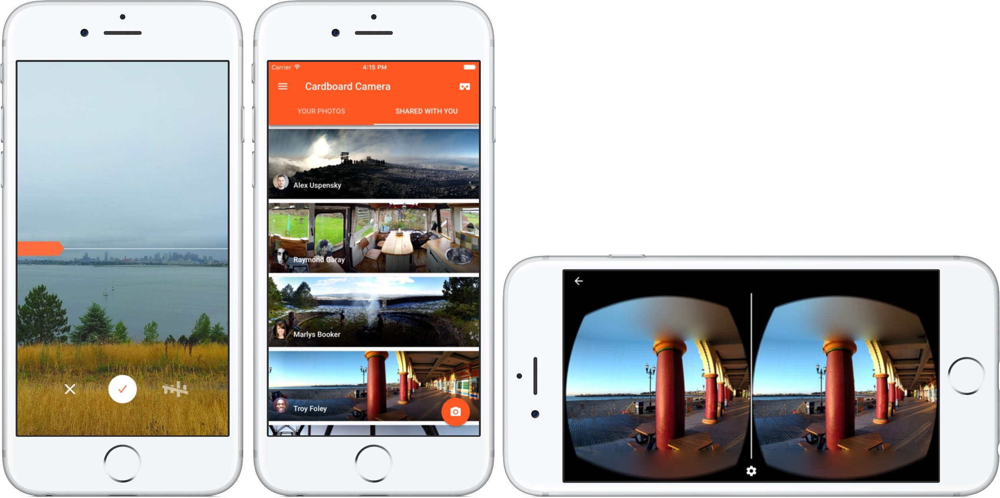 Carrier 4:15 PM
Cardboard Camera
YOUR PHOTOS SHARED WITH YOU
Alex Uspensky
Raymond Garay
Marlys Booker
Troy Foley